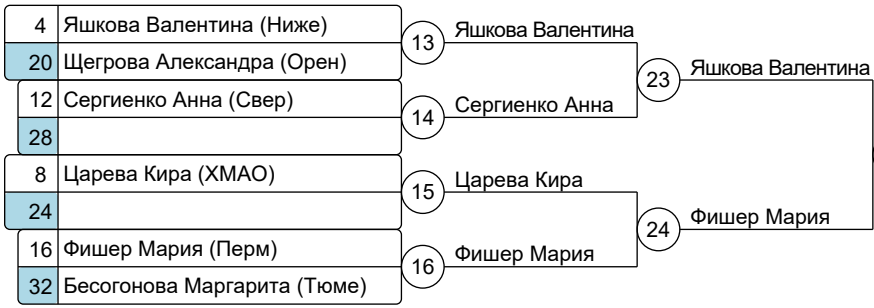 4 Яшкова Валентина (Ниже)
20 Щегрова Александра (Орен)
13 Яшкова Валентина
12 Сергиенко Анна (Свер)
28
14 Сергиенко Анна
23 Яшкова Валентина
8 Царева Кира (ХМАО)
24
15 Царева Кира
16 Фишер Мария (Перм)
32 Бесогонова Маргарита (Тюме)
16 Фишер Мария
24 Фишер Мария